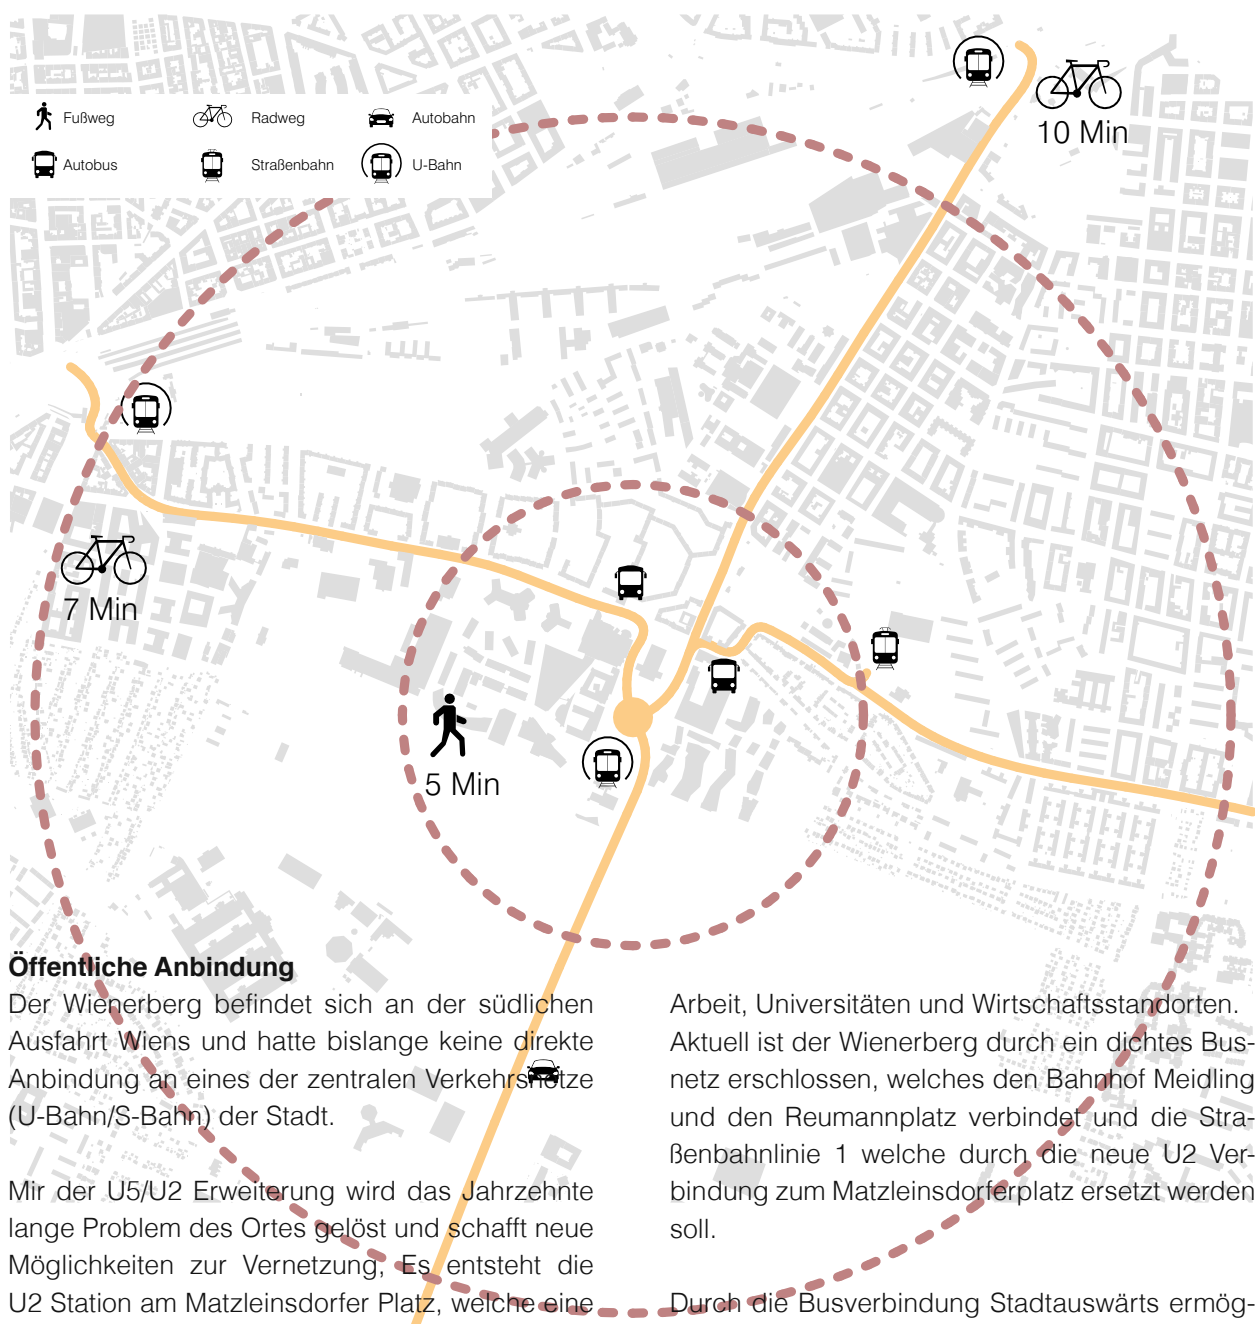 Fußweg
Radweg
Autobahn
Autobus
Straßenbahn
U-Bahn
10 Min
7 Min
5 Min
Öffentliche Anbindung
Der Wienerberg befindet sich an der südlichen
Ausfahrt Wiens und hatte bislange keine direkte
Anbindung an eines der zentralen Verkehrsnetze
(U-Bahn/S-Bahn) der Stadt.
Mir der U5/U2 Erweiterung wird das Jahrzehnte
lange Problem des Ortes gelöst und schafft neue
Möglichkeiten zur Vernetzung, Es entsteht die
U2 Station am Matzleinsdorfer Platz, welche eine
Arbeit, Universitäten und Wirtschaftsstandorten.
Aktuell ist der Wienerberg durch ein dichtes Bus-
netz erschlossen, welches den Bahnhof Meidling
und den Reumannplatz verbindet und die Stra-
ßenbahnlinie 1 welche durch die neue U2 Ver-
bindung zum Matzleinsdorferplatz ersetzt werden
soll.
Durch die Busverbindung Stadtauswärts ermög-